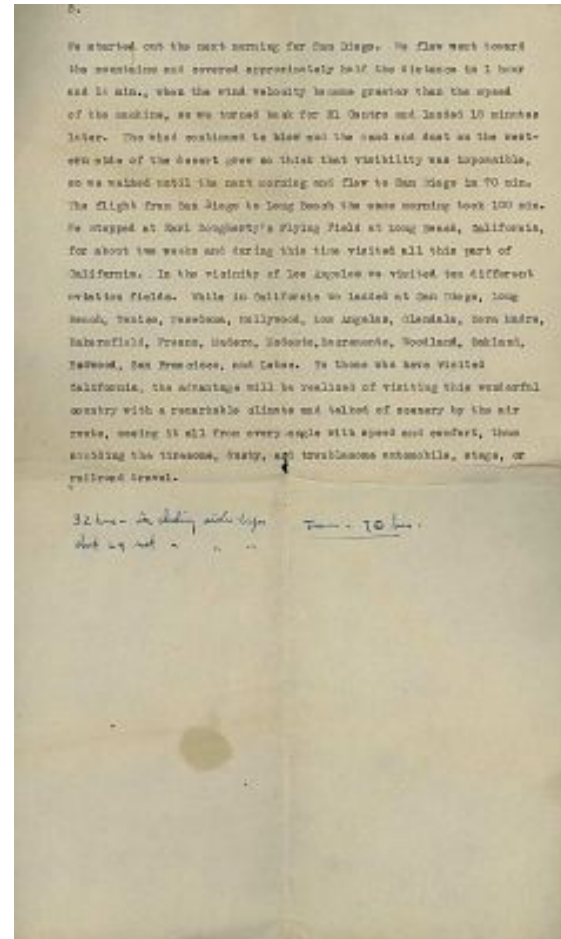 We started out the next morning for San Diego. We flew west toward
the mountains and covered approximately half the distance in 1 hour
and 14 min., when the wind velocity became greater than the speed
of the machine, so we turned back for El Centro and landed 18 minutes
later. The wind continued to blow and the sand and dust on the west-
ern side of the desert grew so thick that visibility was impossible,
so we waited until the next morning and flew to San Diego in 70 min.
The flight from San Diego to Long Beach the same morning took 100 min.
We stopped at Earl Daugherty's Flying Field at Long Beach, California,
for about two weeks and during this time visited all this part of
California. In the vicinity of Los Angeles we visited ten different
aviation fields. While in California we landed at San Diego, Long
Beach, Venice, Pasadena, Hollywood, Los Angeles, Glendale, Madre,
Bakersfield, Fresno, Madera, Modesto, Sacramento, Woodland, Oakland,
Redwood, San Francisco, and To those who have visited
California, the advantage will be realized of visiting this wonderful
country with a remarkable climate and talked of scenery by the air
route, seeing it all from every angle with speed and comfort, thus
avoiding the tiresome, dusty, and troublesome automobile, stage, or
railroad travel.
32 hrs - including side trips
not " "
70 hrs.